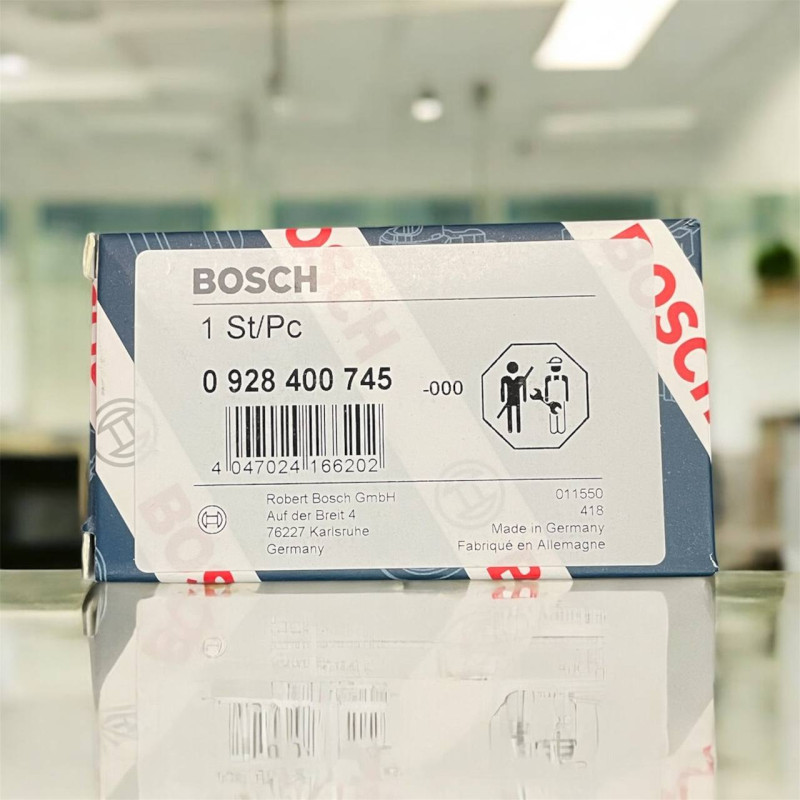 BOSCH
1 St/Pc
0 928 400 745 -000
4 047024 166202
Robert Bosch GmbH
Auf der Breit 4
76227 Karlsruhe
Germany
011550
418
Made in Germany
Fabriqué en Allemagne
BOSCH
BOSCH
BOSCH